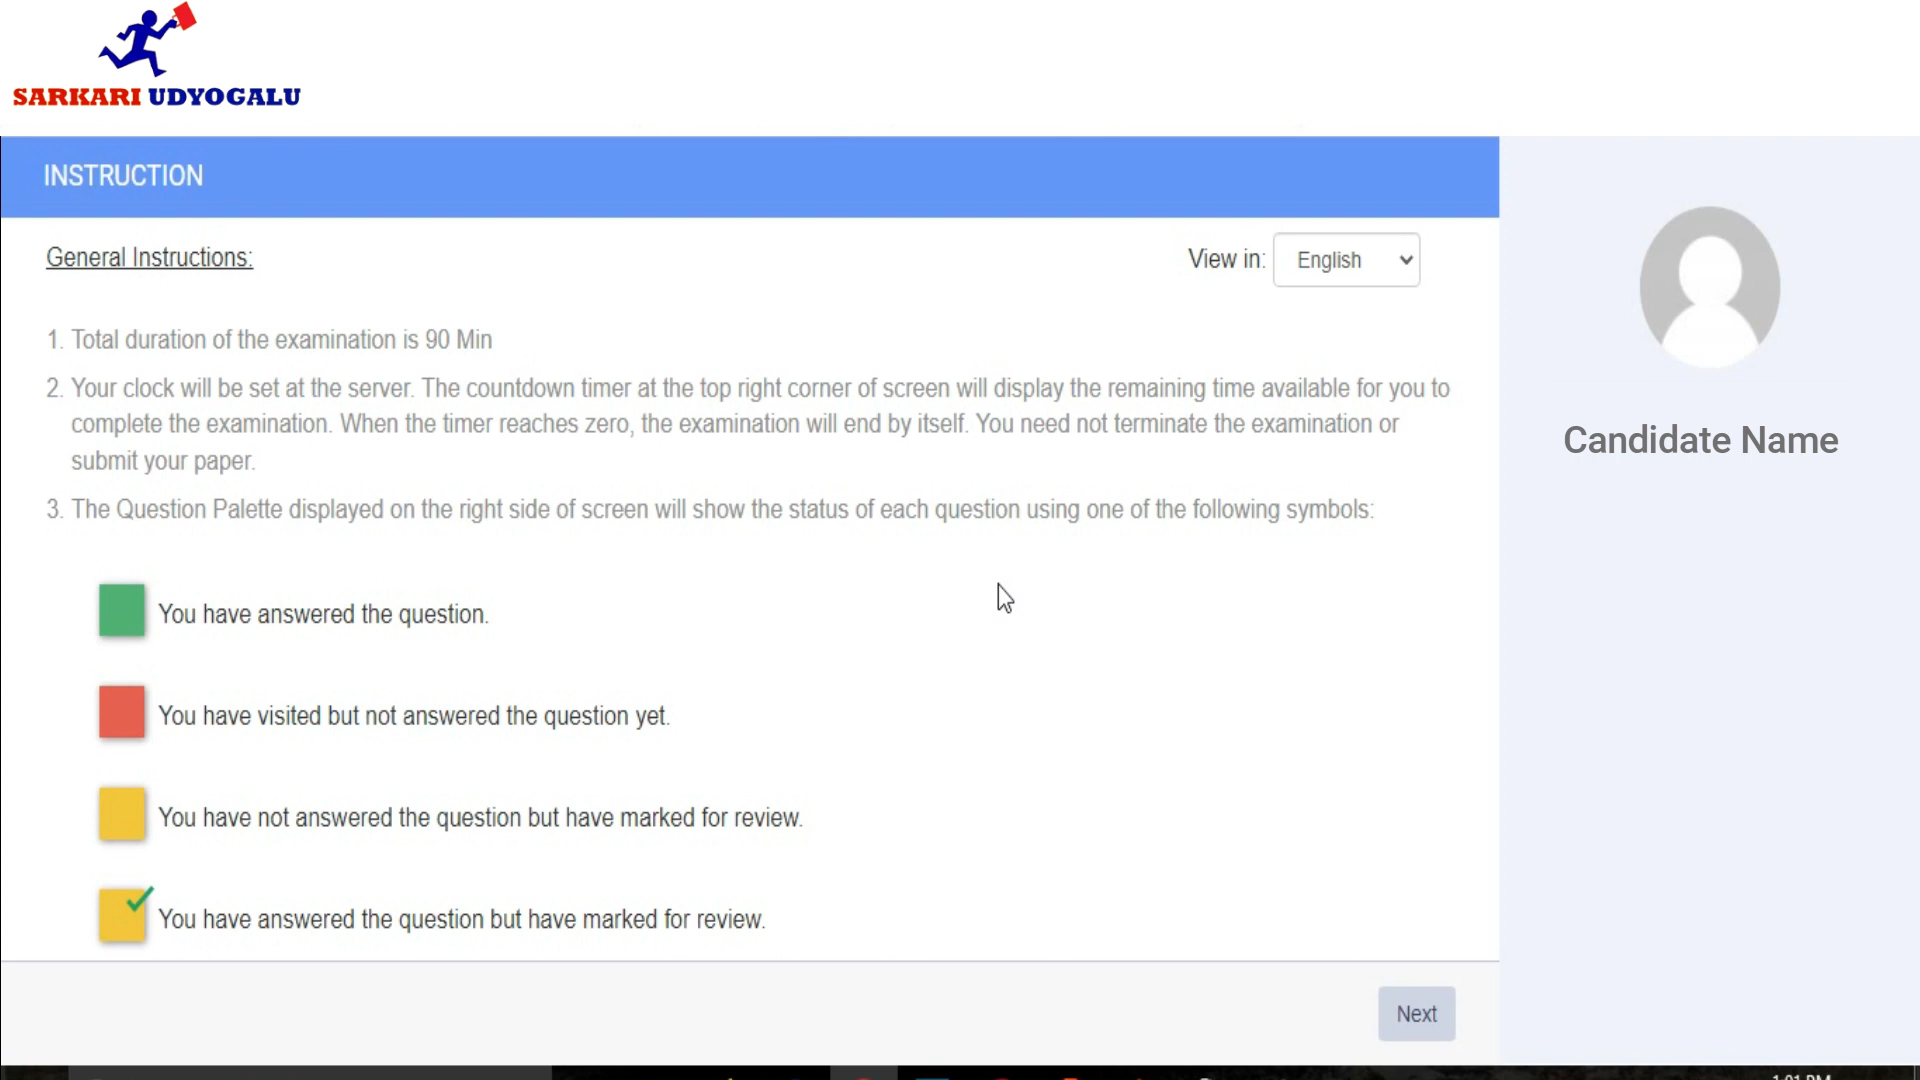 SARKARI UDYOGALU
INSTRUCTION
General Instructions:
View in: English
1. Total duration of the examination is 90 Min
2. Your clock will be set at the server. The countdown timer at the top right corner of screen will display the remaining time available for you to
complete the examination. When the timer reaches zero, the examination will end by itself. You need not terminate the examination or
submit your paper.
3. The Question Palette displayed on the right side of screen will show the status of each question using one of the following symbols:
You have answered the question.
You have visited but not answered the question yet.
You have not answered the question but have marked for review.
You have answered the question but have marked for review.
Next
Candidate Name